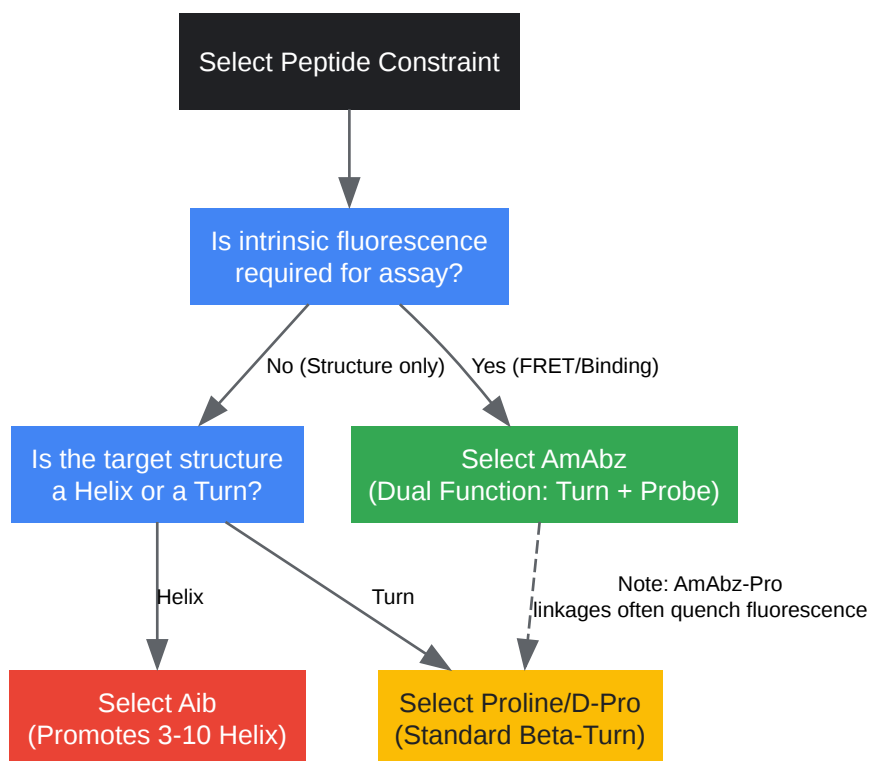 Select Peptide Constraint
Is intrinsic fluorescence
required for assay?
No (Structure only)
Yes (FRET/Binding)
Is the target structure
a Helix or a Turn?
Select AmAbz
(Dual Function: Turn + Probe)
Helix
Turn
Note: AmAbz-Pro
linkages often quench fluorescence
Select Aib
(Promotes 3-10 Helix)
Select Proline/D-Pro
(Standard Beta-Turn)